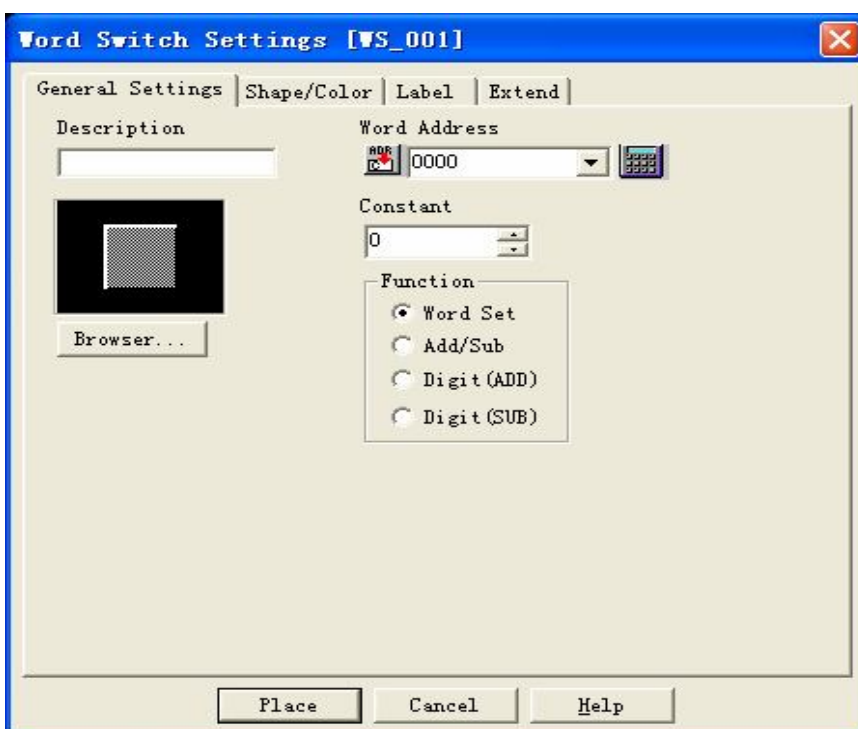 Word Switch Settings [WS_001]
General Settings Shape/Color Label Extend
Description
Word Address
ADR
C
0000
Constant
0
Browser...
Function
Word Set
Add/Sub
Digit(ADD)
Digit(SUB)
Place Cancel Help